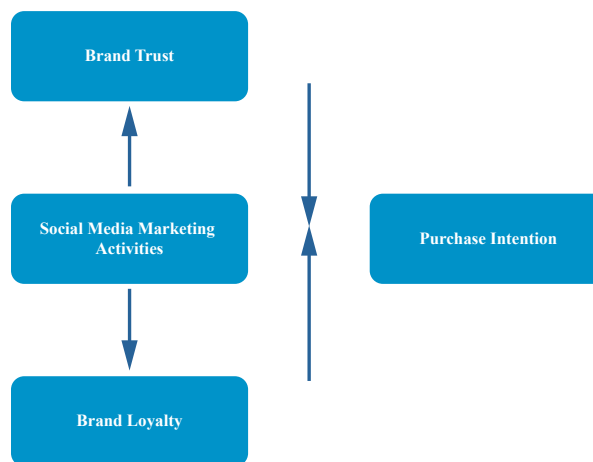 Brand Trust
Social Media Marketing
Activities
Purchase Intention
Brand Loyalty